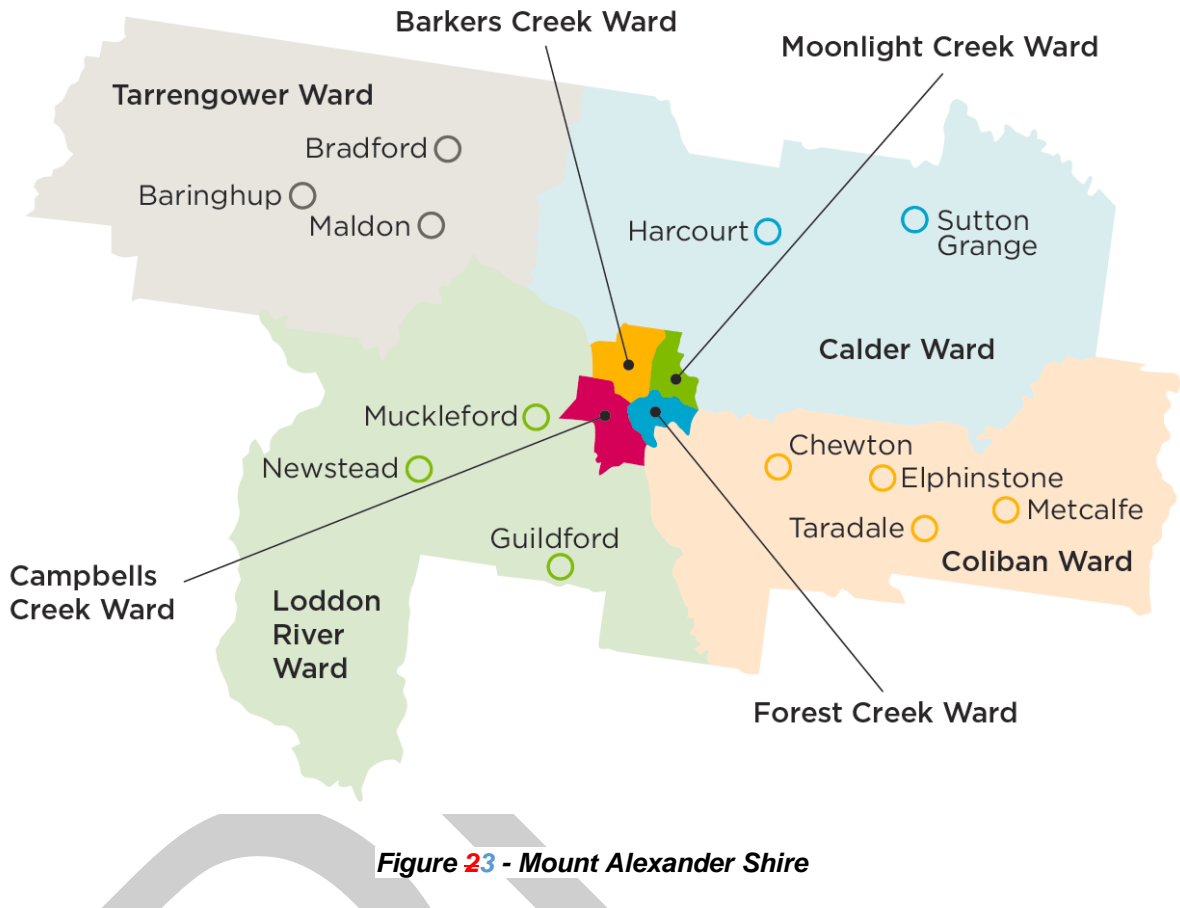 Barkers Creek Ward
Moonlight Creek Ward
Tarrengower Ward
Bradford
Baringhup
Maldon
Harcourt
Sutton
Grange
Calder Ward
Muckleford
Newstead
Guildford
Chewton
Elphinstone
Metcalfe
Taradale
Coliban Ward
Campbells
Creek Ward
Loddon
River
Ward
Forest Creek Ward
Figure 23 - Mount Alexander Shire